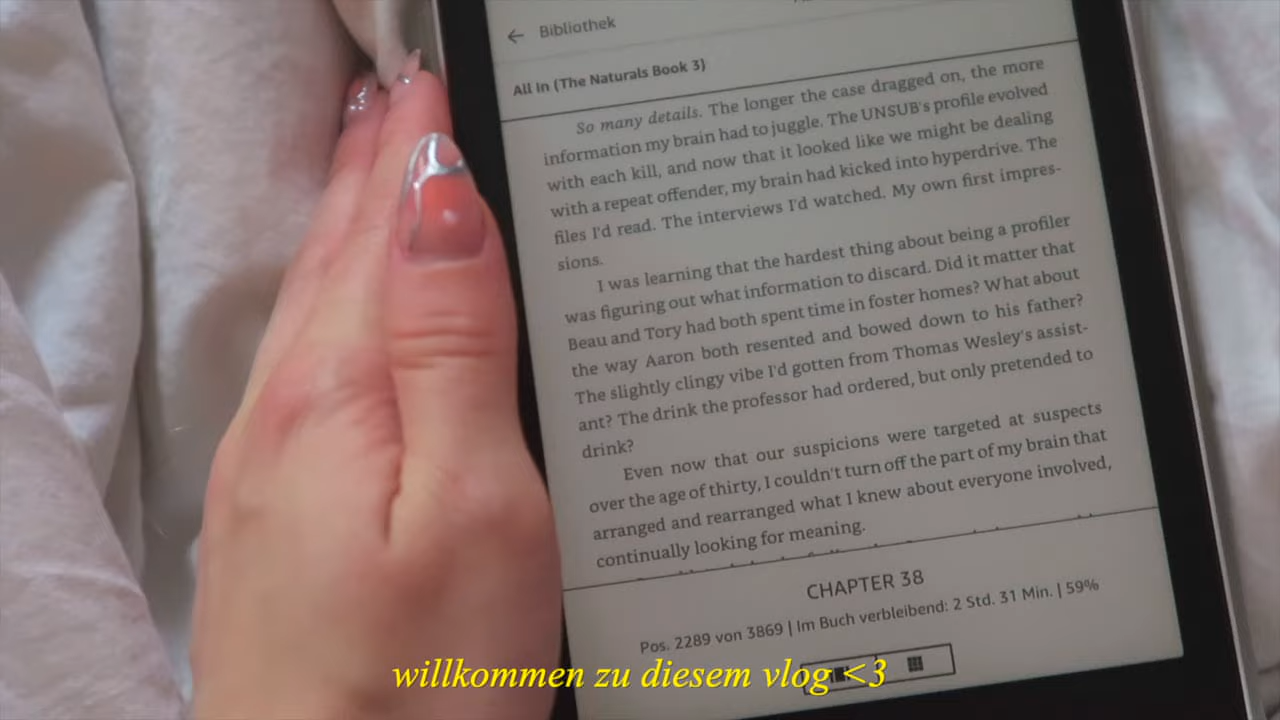 ← Bibliothek
All In (The Naturals Book 3)
So many details. The longer the case dragged on, the more
information my brain had to juggle. The UNSUB's profile evolved
with each kill, and now that it looked like we might be dealing
with a repeat offender, my brain had kicked into hyperdrive. The
files I'd read. The interviews I'd watched. My own first impres-
sions.
I was learning that the hardest thing about being a profiler
was figuring out what information to discard. Did it matter that
Beau and Tory had both spent time in foster homes? What about
the way Aaron both resented and bowed down to his father?
The slightly clingy vibe I'd gotten from Thomas Wesley's assist-
ant? The drink the professor had ordered, but only pretended to
drink?
Even now that our suspicions were targeted at suspects
over the age of thirty, I couldn't turn off the part of my brain that
arranged and rearranged what I knew about everyone involved,
continually looking for meaning.
CHAPTER 38
Pos. 2289 von 3869 | Im Buch verbleibend: 2 Std. 31 Min. | 59%
willkommen zu diesem vlog <3